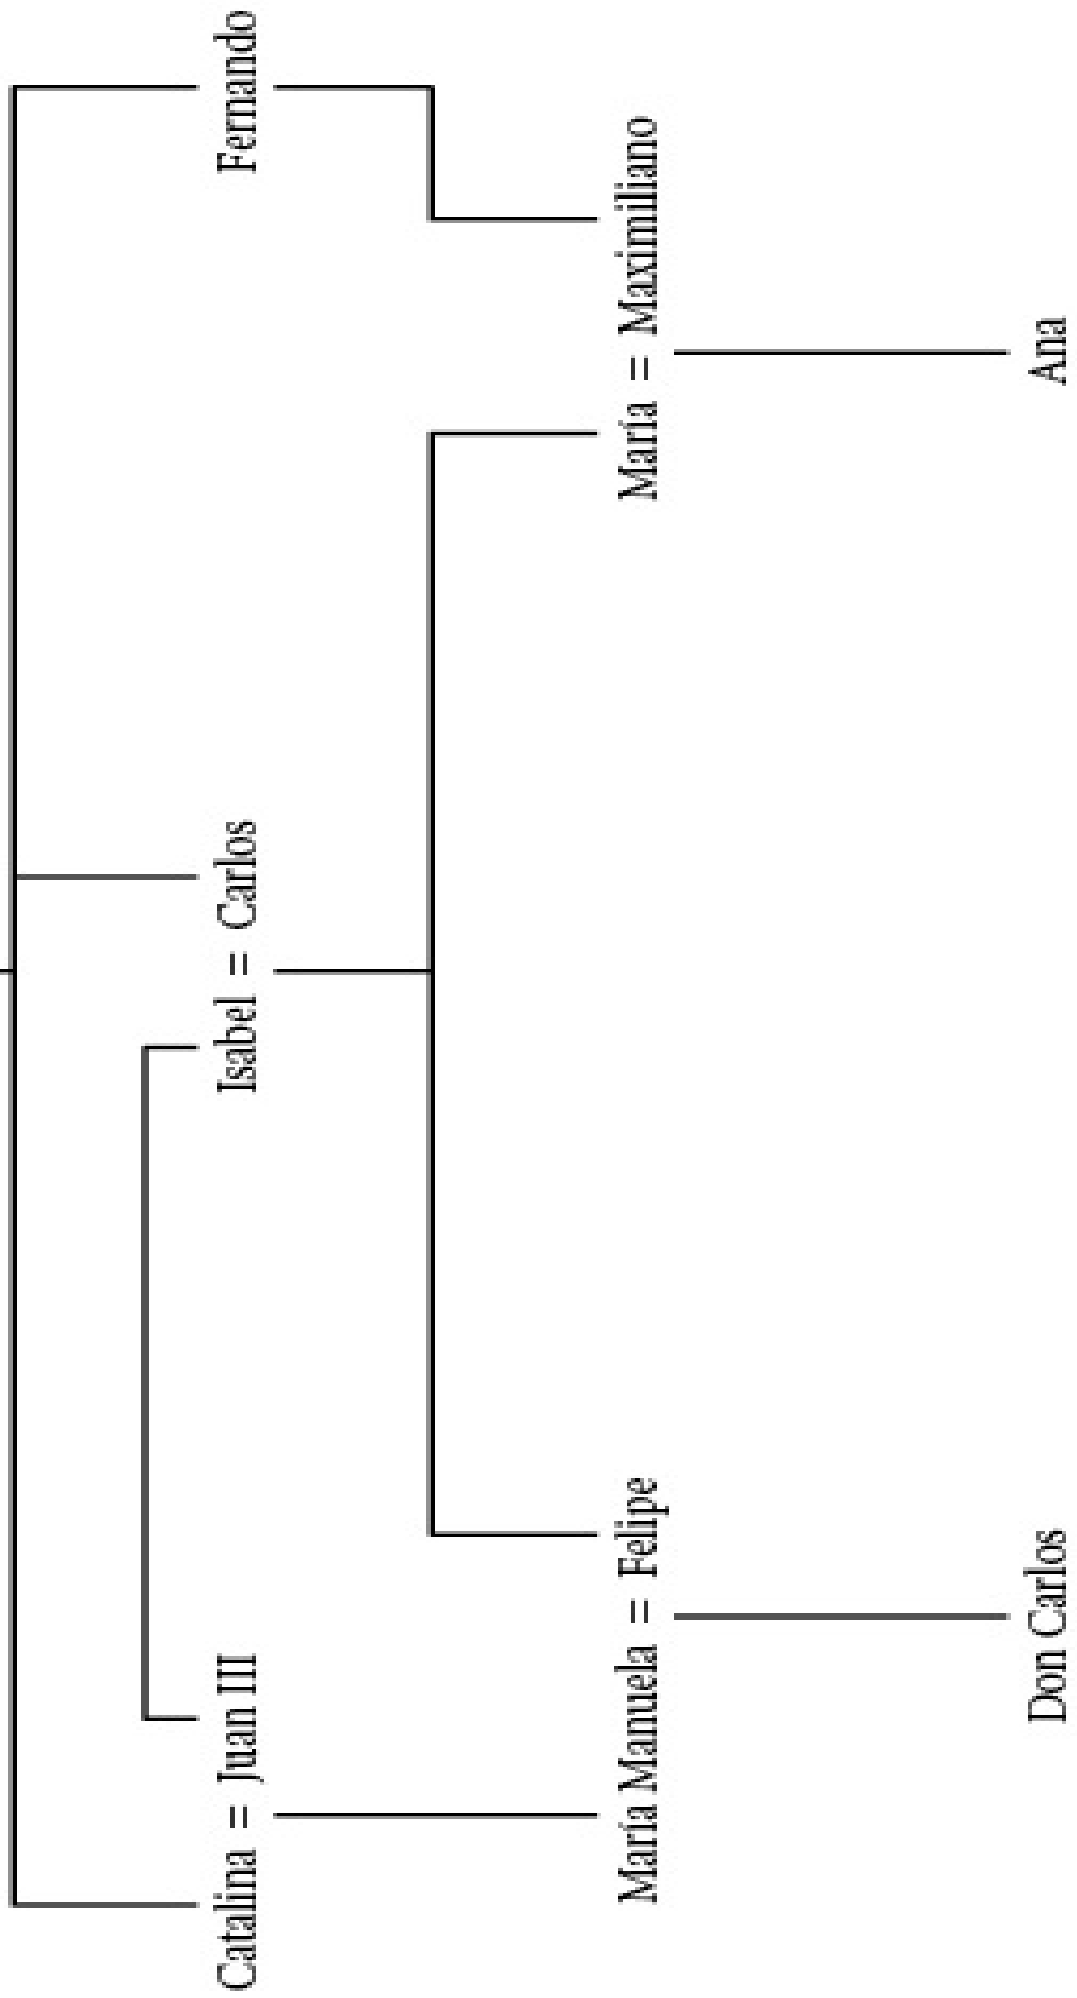 Catalina = Juan III Isabel = Carlos Fernando
María Manuela = Felipe María = Maximiliano
Don Carlos Ana